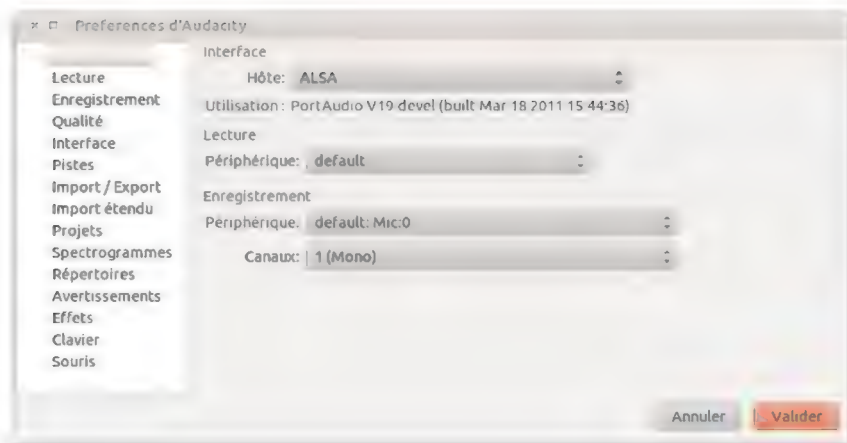 Preferences d'Audacity
Lecture
Enregistrement
Qualité
Interface
Pistes
Import / Export
Import étendu
Projets
Spectrogrammes
Répertoires
Avertissements
Effets
Clavier
Souris
Interface
Hôte: ALSA
Utilisation : PortAudio V19-devel (built Mar 18 2011 15:44:36)
Lecture
Périphérique: default
Enregistrement
Périphérique. default: Mic:0
Canaux: 1 (Mono)
Annuler
Valider